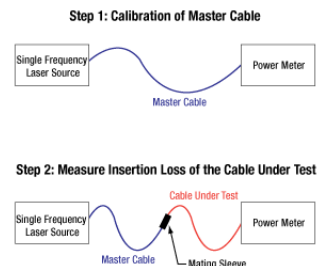 Step 1: Calibration of Master Cable
Single Frequency
Laser Source
Power Meter
Master Cable
Step 2: Measure Insertion Loss of the Cable Under Test
Cable Under Test
Single Frequency
Laser Source
Power Meter
Master Cable
Mating Sleeve